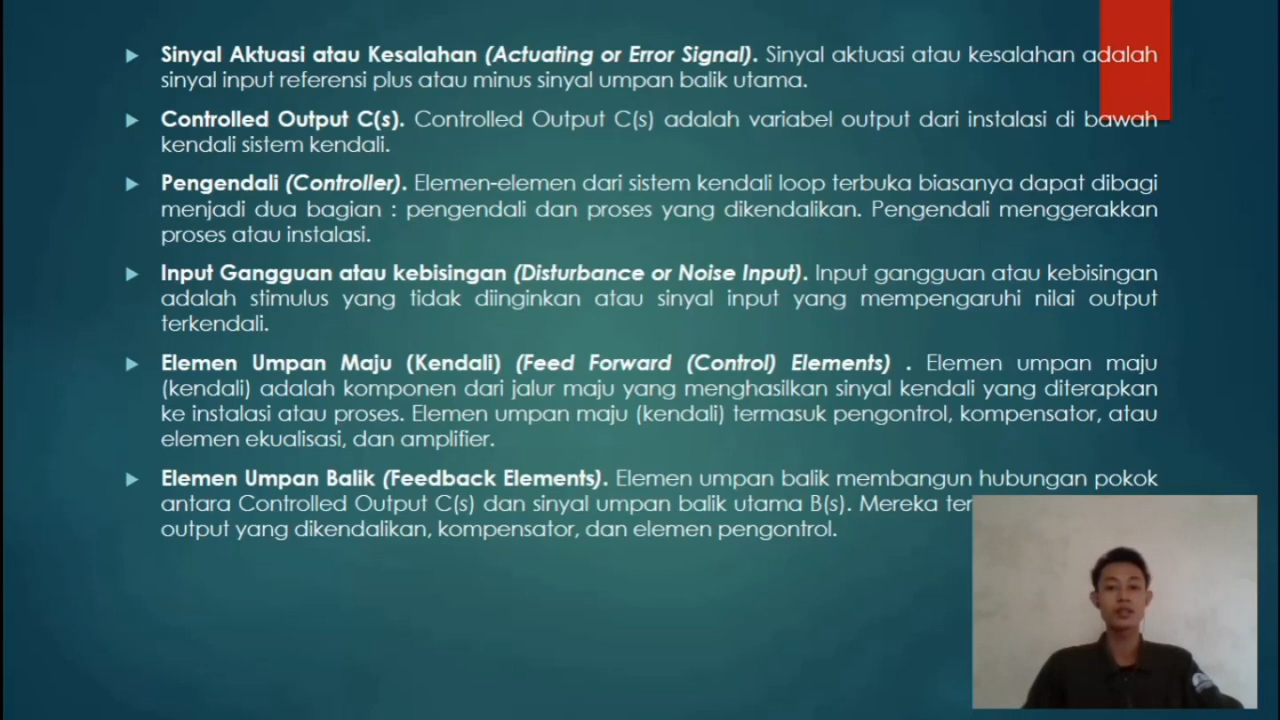 Sinyal Aktuasi atau Kesalahan (Actuating or Error Signal). Sinyal aktuasi atau kesalahan adalah
sinyal input referensi plus atau minus sinyal umpan balik utama.
Controlled Output C(s). Controlled Output C(s) adalah variabel output dari instalasi di bawah
kendali sistem kendali.
Pengendali (Controller). Elemen-elemen dari sistem kendali loop terbuka biasanya dapat dibagi
menjadi dua bagian : pengendali dan proses yang dikendalikan. Pengendali menggerakkan
proses atau instalasi.
Input Gangguan atau kebisingan (Disturbance or Noise Input). Input gangguan atau kebisingan
adalah stimulus yang tidak diinginkan atau sinyal input yang mempengaruhi nilai output
terkendali.
Elemen Umpan Maju (Kendali) (Feed Forward (Control) Elements) . Elemen umpan maju
(kendali) adalah komponen dari jalur maju yang menghasilkan sinyal kendali yang diterapkan
ke instalasi atau proses. Elemen umpan maju (kendali) termasuk pengontrol, kompensator, atau
elemen ekualisasi, dan amplifier.
Elemen Umpan Balik (Feedback Elements). Elemen umpan balik membangun hubungan pokok
antara Controlled Output C(s) dan sinyal umpan balik utama B(s). Mereka
output yang dikendalikan, kompensator, dan elemen pengontrol.